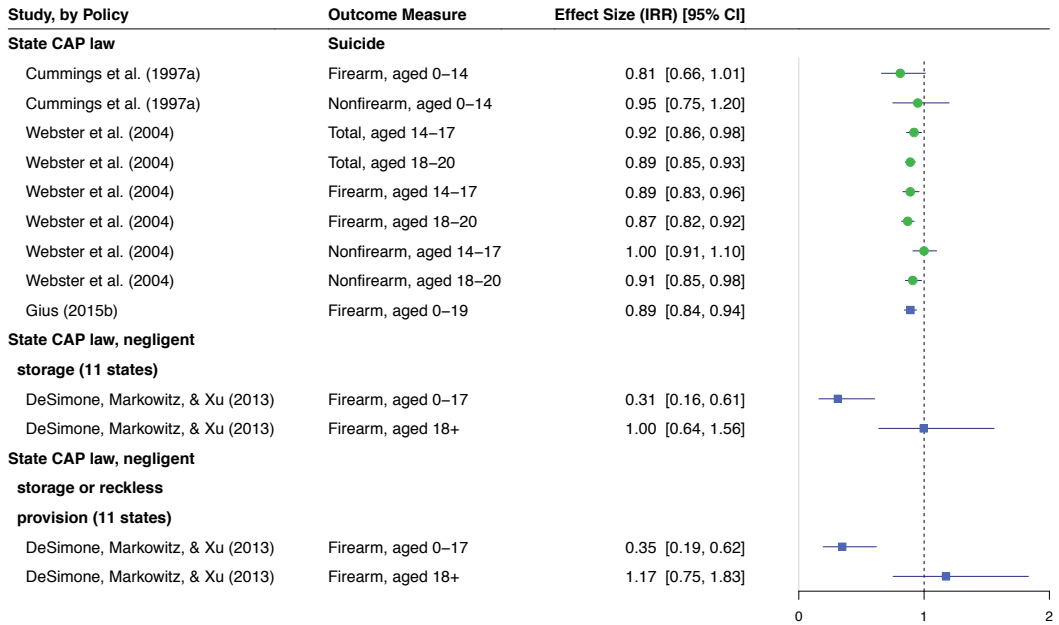 Study, by Policy Outcome Measure Effect Size (IRR) [95% CI]
State CAP law Suicide
Cummings et al. (1997a) Firearm, aged 0–14 0.81 [0.66, 1.01]
Cummings et al. (1997a) Nonfirearm, aged 0–14 0.95 [0.75, 1.20]
Webster et al. (2004) Total, aged 14–17 0.92 [0.86, 0.98]
Webster et al. (2004) Total, aged 18–20 0.89 [0.85, 0.93]
Webster et al. (2004) Firearm, aged 14–17 0.89 [0.83, 0.96]
Webster et al. (2004) Firearm, aged 18–20 0.87 [0.82, 0.92]
Webster et al. (2004) Nonfirearm, aged 14–17 1.00 [0.91, 1.10]
Webster et al. (2004) Nonfirearm, aged 18–20 0.91 [0.85, 0.98]
Gius (2015b) Firearm, aged 0–19 0.89 [0.84, 0.94]
State CAP law, negligent
storage (11 states)
DeSimone, Markowitz, & Xu (2013) Firearm, aged 0–17 0.31 [0.16, 0.61]
DeSimone, Markowitz, & Xu (2013) Firearm, aged 18+ 1.00 [0.64, 1.56]
State CAP law, negligent
storage or reckless
provision (11 states)
DeSimone, Markowitz, & Xu (2013) Firearm, aged 0–17 0.35 [0.19, 0.62]
DeSimone, Markowitz, & Xu (2013) Firearm, aged 18+ 1.17 [0.75, 1.83]
0 1 2